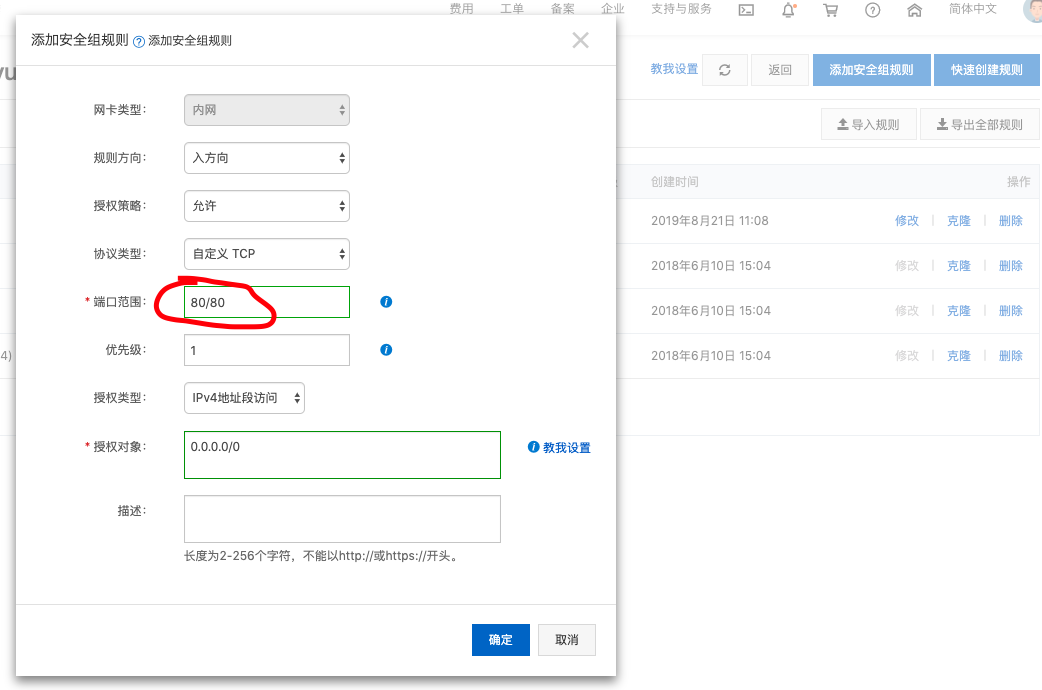 费用 工单 备案 企业 支持与服务 简体中文
添加安全组规则 ? 添加安全组规则
yu
教我设置 返回 添加安全组规则 快速创建规则
导入规则 导出全部规则
网卡类型： 内网
规则方向： 入方向
授权策略： 允许
协议类型： 自定义 TCP
* 端口范围： 80/80
优先级： 1
授权类型： IPv4地址段访问
* 授权对象： 0.0.0.0/0 教我设置
描述：
长度为2-256个字符，不能以http://或https://开头。
确定 取消
创建时间 操作
2019年8月21日 11:08 修改 | 克隆 | 删除
2018年6月10日 15:04 修改 | 克隆 | 删除
2018年6月10日 15:04 修改 | 克隆 | 删除
4) 2018年6月10日 15:04 修改 | 克隆 | 删除